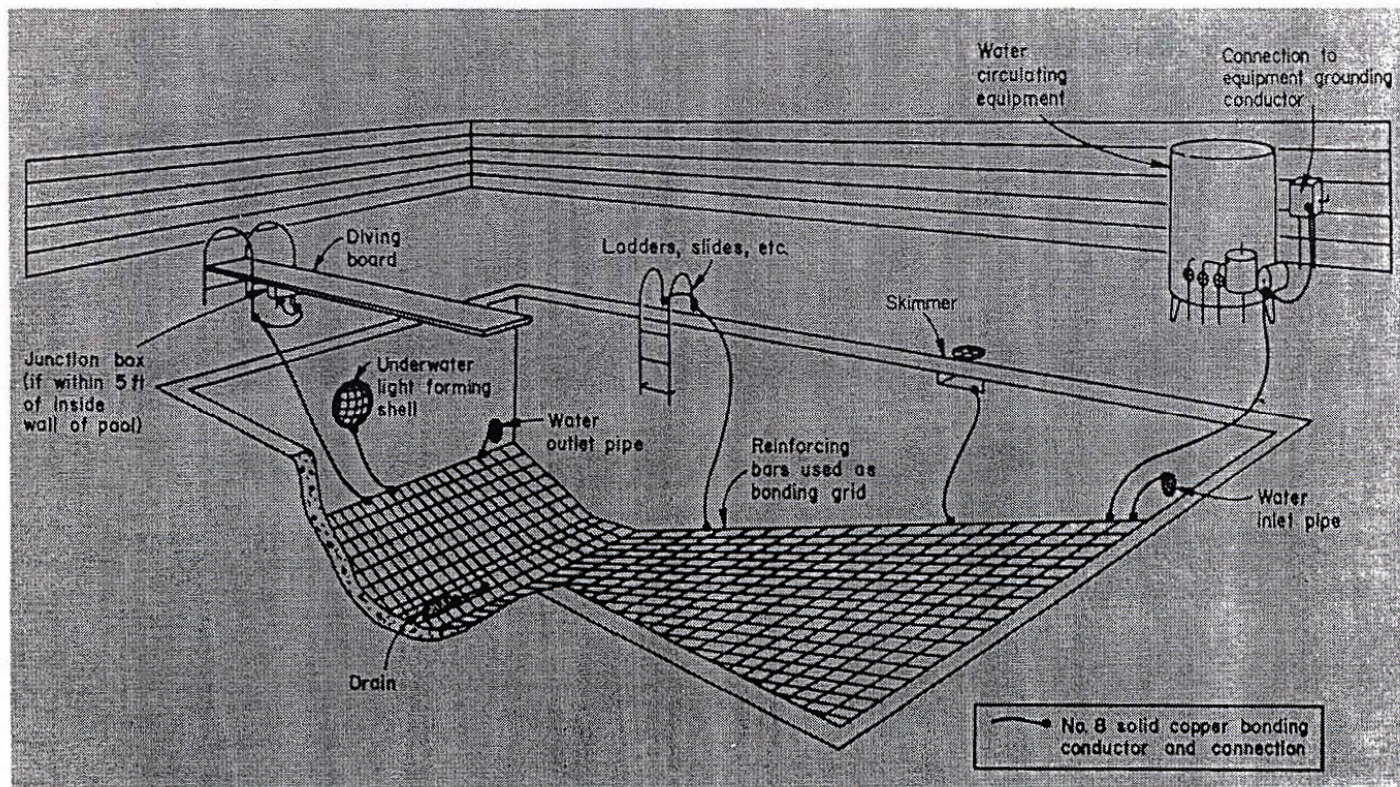 Water
circulating
equipment
Connection to
equipment grounding
conductor
Diving
board
Ladders, slides, etc.
Skimmer
Junction box
(if within 5 ft
of inside
wall of pool)
Underwater
light forming
shell
Water
outlet pipe
Reinforcing
bars used as
bonding grid
Water
inlet pipe
Drain
No. 8 solid copper bonding
conductor and connection